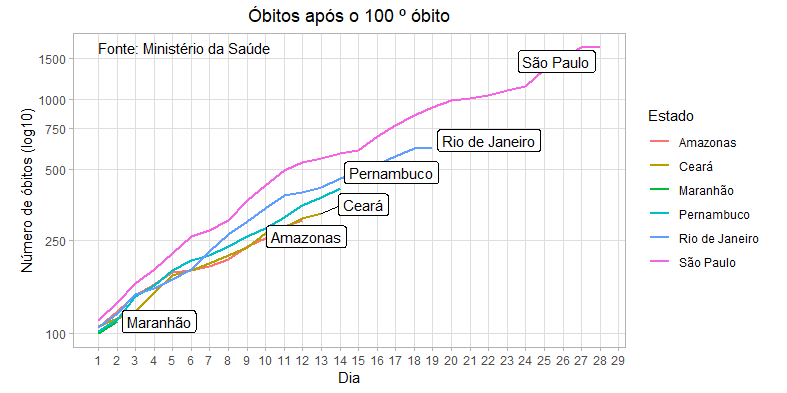 Óbitos após o 100 º óbito
Fonte: Ministério da Saúde
Número de óbitos (log10)
1500
1000
750
500
250
100
São Paulo
Rio de Janeiro
Pernambuco
Ceará
Amazonas
Maranhão
1 2 3 4 5 6 7 8 9 10 11 12 13 14 15 16 17 18 19 20 21 22 23 24 25 26 27 28 29
Dia
Estado
Amazonas
Ceará
Maranhão
Pernambuco
Rio de Janeiro
São Paulo